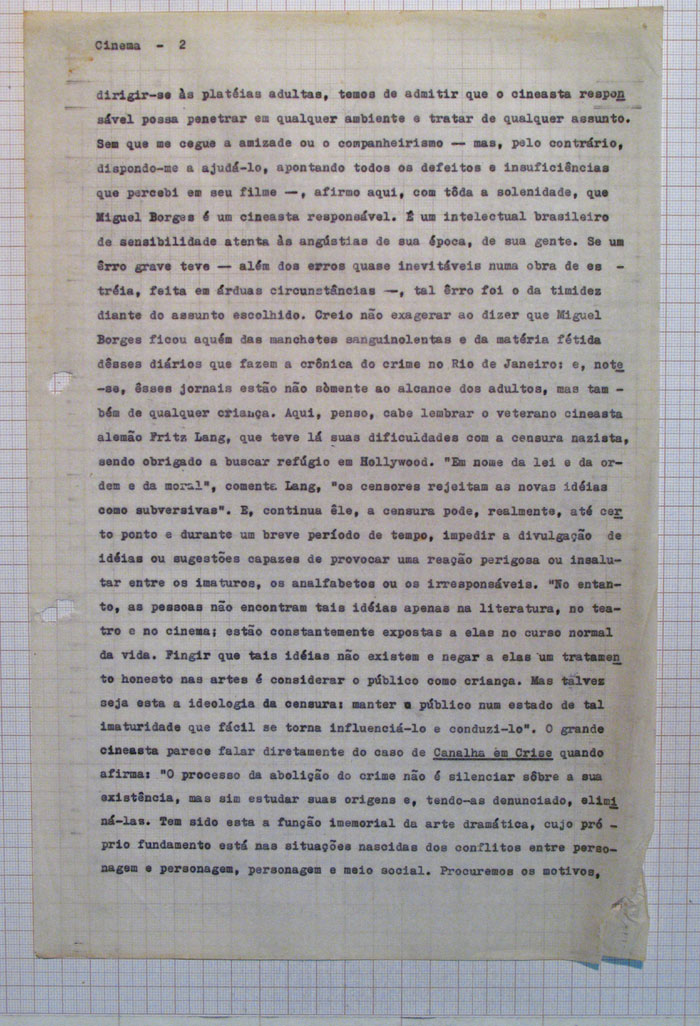 Cinema - 2
dirigir-se às platéias adultas, temos de admitir que o cineasta respon
sável possa penetrar em qualquer ambiente e tratar de qualquer assunto.
Sem que me cegue a amizade ou o companheirismo — mas, pelo contrário,
disponho-me a ajudá-lo, apontando todos os defeitos e insuficiências
que percebi em seu filme —, afirmo aqui, com tôda a solenidade, que
Miguel Borges é um cineasta responsável. É um intelectual brasileiro
de sensibilidade atenta às angústias de sua época, de sua gente. Se um
êrro grave teve — além dos erros quase inevitáveis numa obra de es -
tréia, feita em árduas circunstâncias —, tal êrro foi o da timidez
diante do assunto escolhido. Creio não exagerar ao dizer que Miguel
Borges ficou aquém das manchetes sanguinolentas e da matéria fétida
dêsses diários que fazem a crônica do crime no Rio de Janeiro: e, note
-se, êsses jornais estão não sòmente ao alcance dos adultos, mas tam -
bém de qualquer criança. Aqui, penso, cabe lembrar o veterano cineasta
alemão Fritz Lang, que teve lá suas dificuldades com a censura nazista,
sendo obrigado a buscar refúgio em Hollywood. "Em nome da lei e da or-
dem e da moral", comenta Lang, "os censores rejeitam as novas idéias
como subversivas". E, continua êle, a censura pode, realmente, até cer
to ponto e durante um breve período de tempo, impedir a divulgação de
idéias ou sugestões capazes de provocar uma reação perigosa ou insalu-
tar entre os imaturos, os analfabetos ou os irresponsáveis. "No entan-
to, as pessoas não encontram tais idéias apenas na literatura, no tea-
tro e no cinema; estão constantemente expostas a elas no curso normal
da vida. Fingir que tais idéias não existem e negar a elas um tratamen
to honesto nas artes é considerar o público como criança. Mas talvez
seja esta a ideologia da censura: manter o público num estado de tal
imaturidade que fácil se torna influenciá-lo e conduzi-lo". O grande
cineasta parece falar diretamente do caso de Canalha em Crise quando
afirma: "O processo da abolição do crime não é silenciar sôbre a sua
existência, mas sim estudar suas origens e, tendo-as denunciado, elimi
ná-las. Tem sido esta a função imemorial da arte dramática, cujo pró -
prio fundamento está nas situações nascidas dos conflitos entre perso-
nagem e personagem, personagem e meio social. Procuremos os motivos,